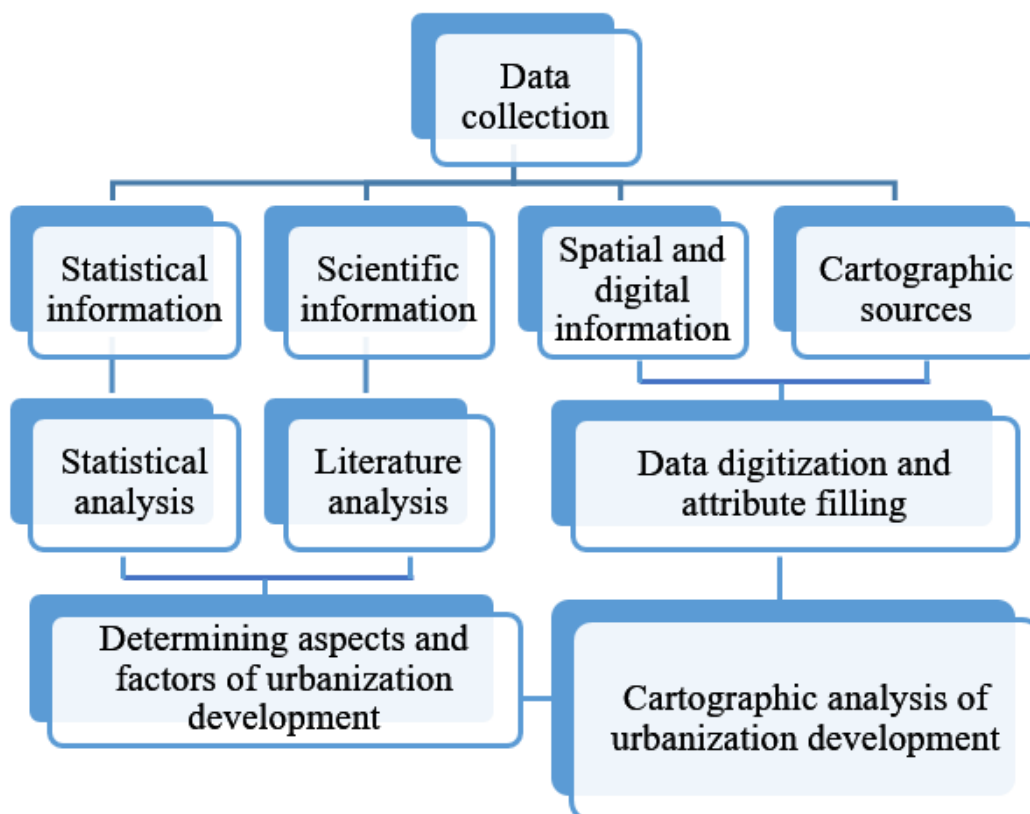 Data
collection
Statistical
information
Scientific
information
Spatial and
digital
information
Cartographic
sources
Statistical
analysis
Literature
analysis
Data digitization and
attribute filling
Determining aspects and
factors of urbanization
development
Cartographic analysis of
urbanization development